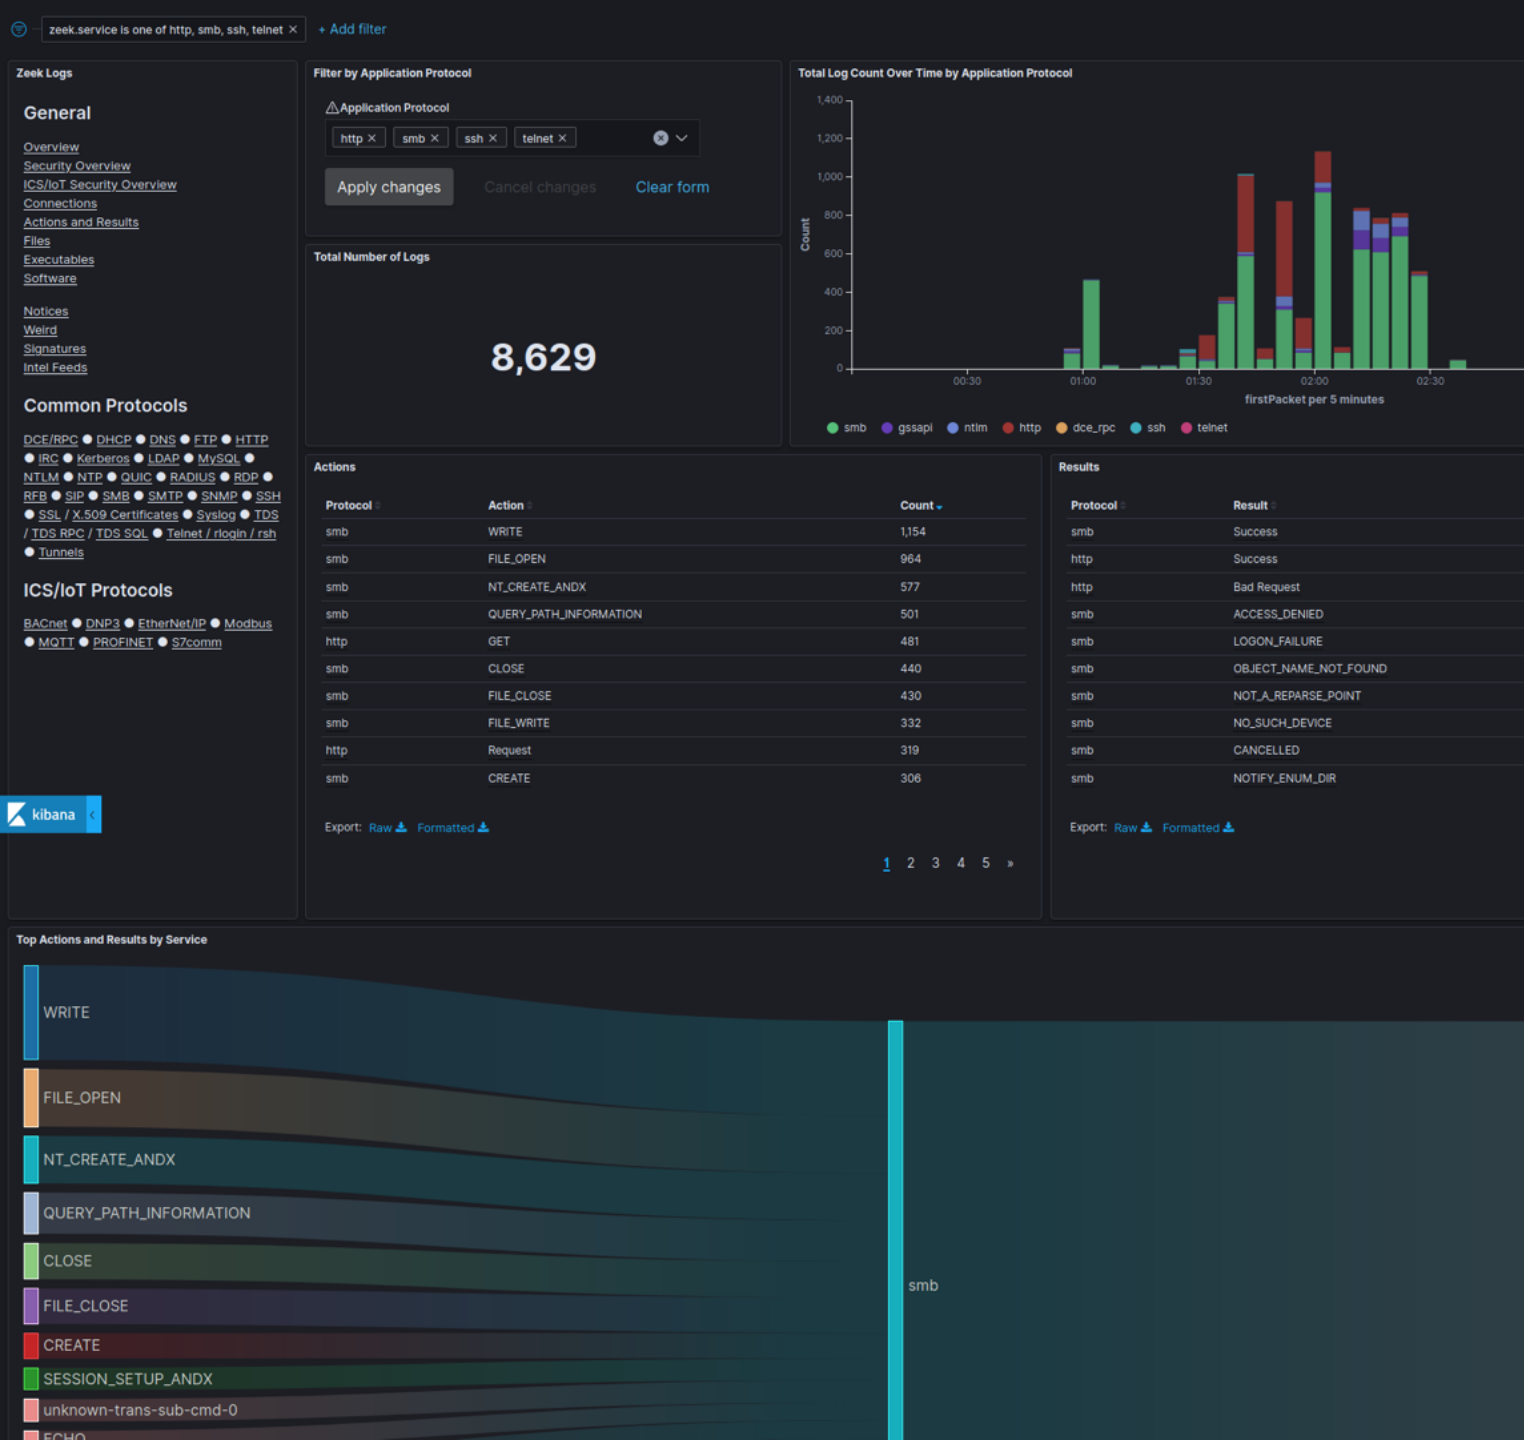 zeek.service is one of http, smb, ssh, telnet × + Add filter
Zeek Logs
General
Overview
Security Overview
ICS/IoT Security Overview
Connections
Actions and Results
Files
Executables
Software
Notices
Weird
Signatures
Intel Feeds
Common Protocols
DCE/RPC ● DHCP ● DNS ● FTP ● HTTP
● IRC ● Kerberos ● LDAP ● MySQL ●
NTLM ● NTP ● QUIC ● RADIUS ● RDP ●
RFB ● SIP ● SMB ● SMTP ● SNMP ● SSH
● SSL / X.509 Certificates ● Syslog ● TDS
/ TDS RPC / TDS SQL ● Telnet / rlogin / rsh
● Tunnels
ICS/IoT Protocols
BACnet ● DNP3 ● EtherNet/IP ● Modbus
● MQTT ● PROFINET ● S7comm
kibana
Filter by Application Protocol
Application Protocol
http × smb × ssh × telnet ×
Apply changes Cancel changes Clear form
Total Number of Logs
8,629
Total Log Count Over Time by Application Protocol
1,400
1,200
1,000
800
600
400
200
0
Count
00:30 01:00 01:30 02:00 02:30
firstPacket per 5 minutes
smb gssapi ntlm http dce_rpc ssh telnet
Actions
Protocol Action Count
smb WRITE 1,154
smb FILE_OPEN 964
smb NT_CREATE_ANDX 577
smb QUERY_PATH_INFORMATION 501
http GET 481
smb CLOSE 440
smb FILE_CLOSE 430
smb FILE_WRITE 332
http Request 319
smb CREATE 306
Export: Raw Formatted
1 2 3 4 5 »
Results
Protocol Result
smb Success
http Success
http Bad Request
smb ACCESS_DENIED
smb LOGON_FAILURE
smb OBJECT_NAME_NOT_FOUND
smb NOT_A_REPARSE_POINT
smb NO_SUCH_DEVICE
smb CANCELLED
smb NOTIFY_ENUM_DIR
Export: Raw Formatted
Top Actions and Results by Service
WRITE
FILE_OPEN
NT_CREATE_ANDX
QUERY_PATH_INFORMATION
CLOSE
FILE_CLOSE
CREATE
SESSION_SETUP_ANDX
unknown-trans-sub-cmd-0
ECHO
smb